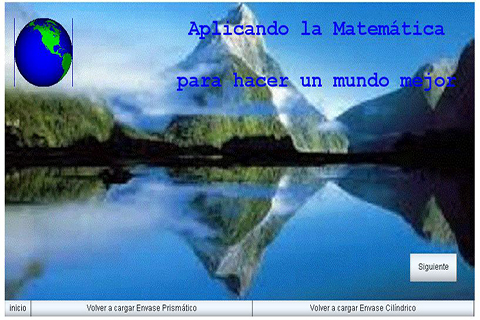 Aplicando la Matemática
para hacer un mundo mejor
Siguiente
inicio
Volver a cargar Envase Prismático
Volver a cargar Envase Cilíndrico